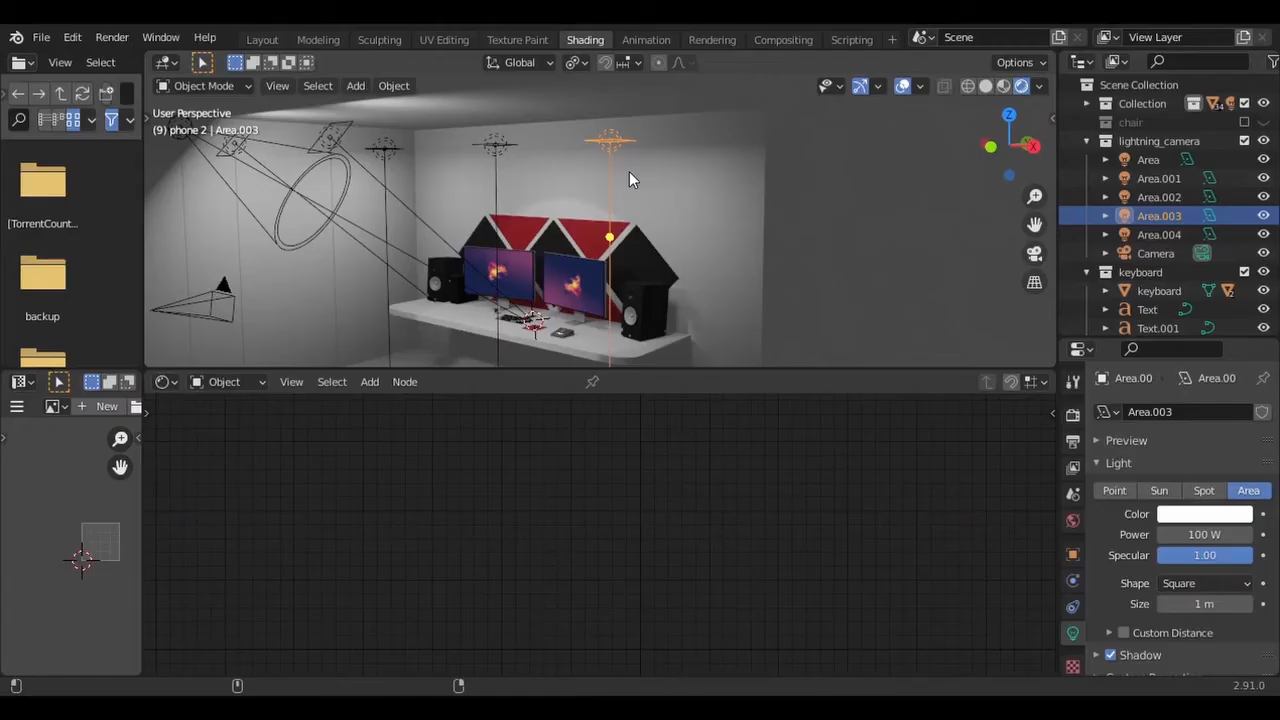 File Edit Render Window Help Layout Modeling Sculpting UV Editing Texture Paint Shading Animation Rendering Compositing Scripting Scene View Layer
View Select Global Options
Object Mode View Select Add Object
User Perspective
(9) phone 2 | Area.003
Z
X
[TorrentCount...
backup
Scene Collection
Collection
34
chair
lightning_camera
Area
Area.001
Area.002
Area.003
Area.004
Camera
keyboard
keyboard
2
Text
Text.001
Object View Select Add Node
New
Area.00 Area.00
Area.003
Preview
Light
Point Sun Spot Area
Color
Power 100 W
Specular 1.00
Shape Square
Size 1 m
Custom Distance
Shadow
2.91.0